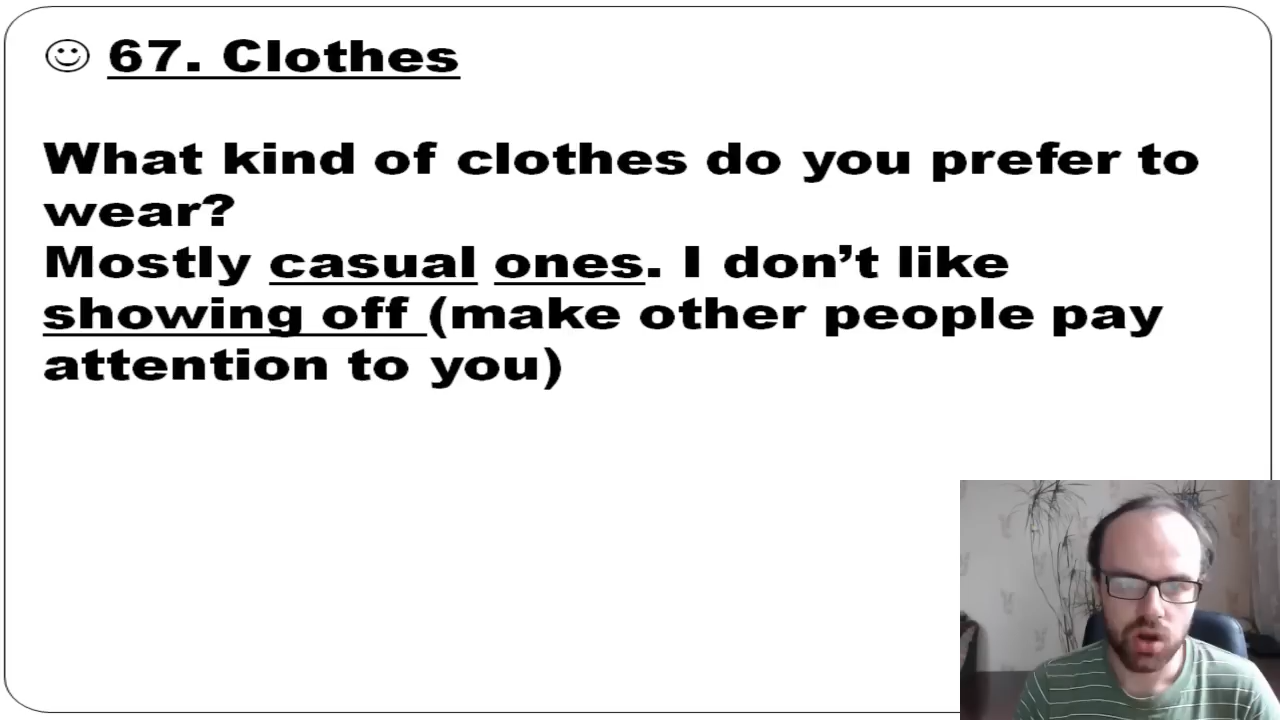 67. Clothes
What kind of clothes do you prefer to
wear?
Mostly casual ones. I don’t like
showing off (make other people pay
attention to you)